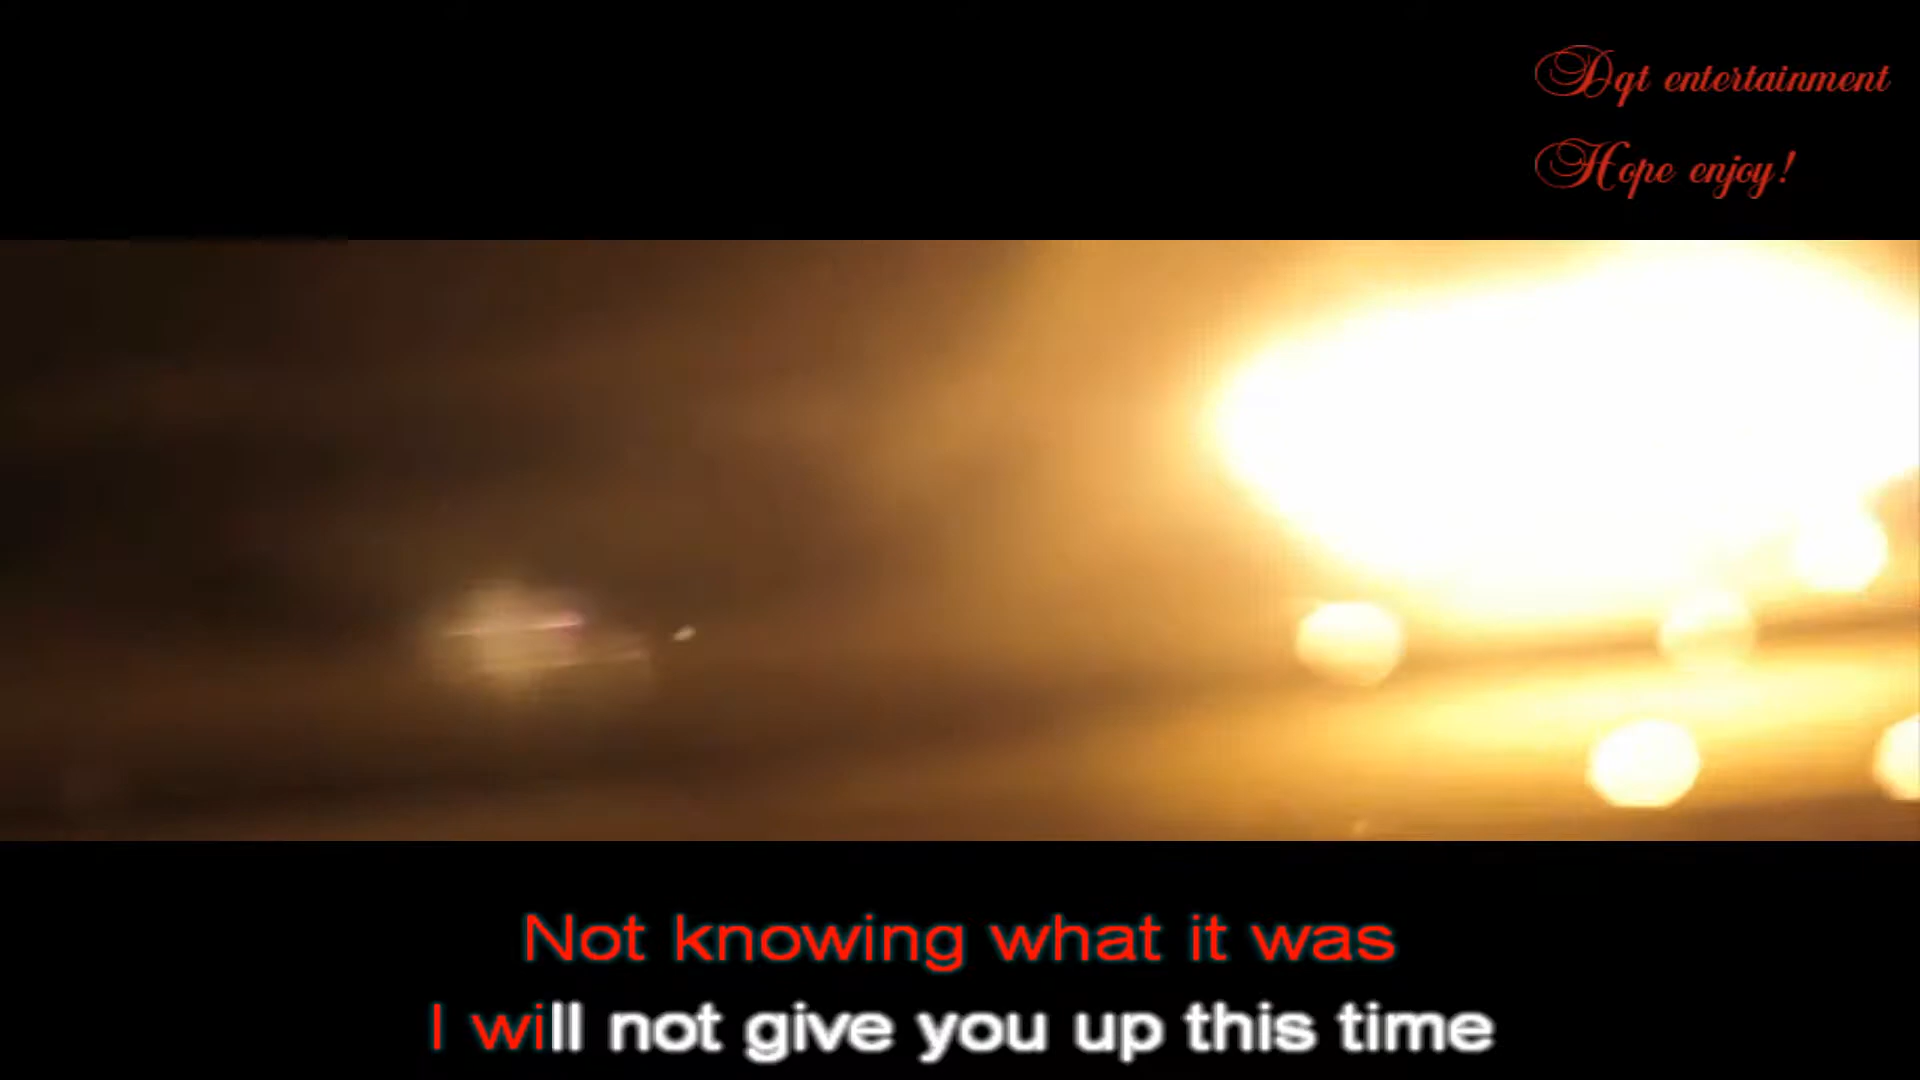 Dqt entertainment
Hope enjoy!
Not knowing what it was
I will not give you up this time